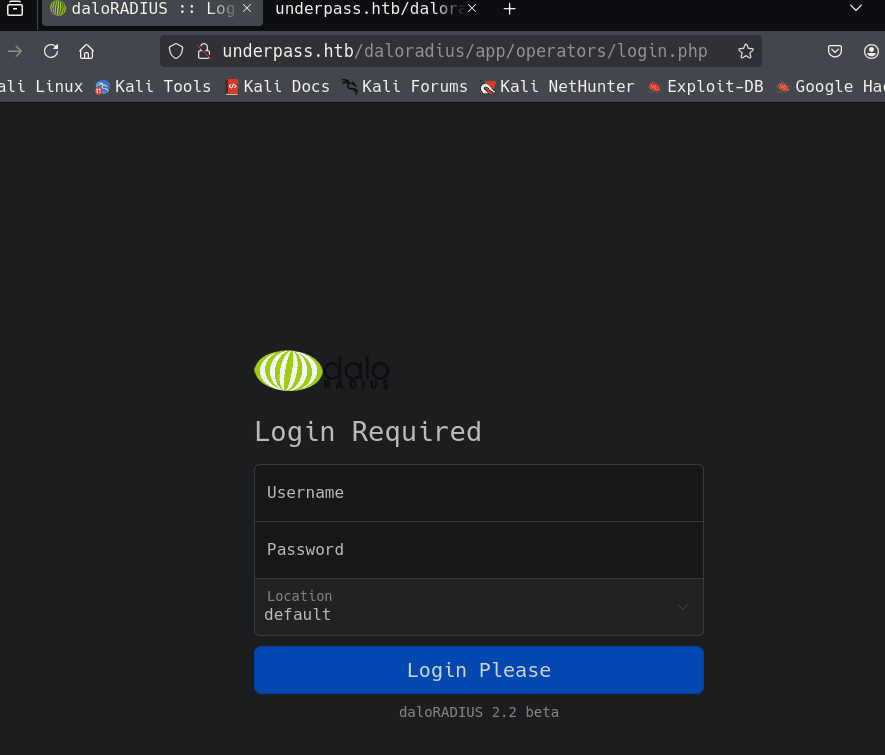 daloRADIUS :: Log
underpass.htb/dalora
underpass.htb/daloradius/app/operators/login.php
ali Linux Kali Tools Kali Docs Kali Forums Kali NetHunter Exploit-DB Google Hac
dalo
RADIUS
Login Required
Username
Password
Location
default
Login Please
daloRADIUS 2.2 beta